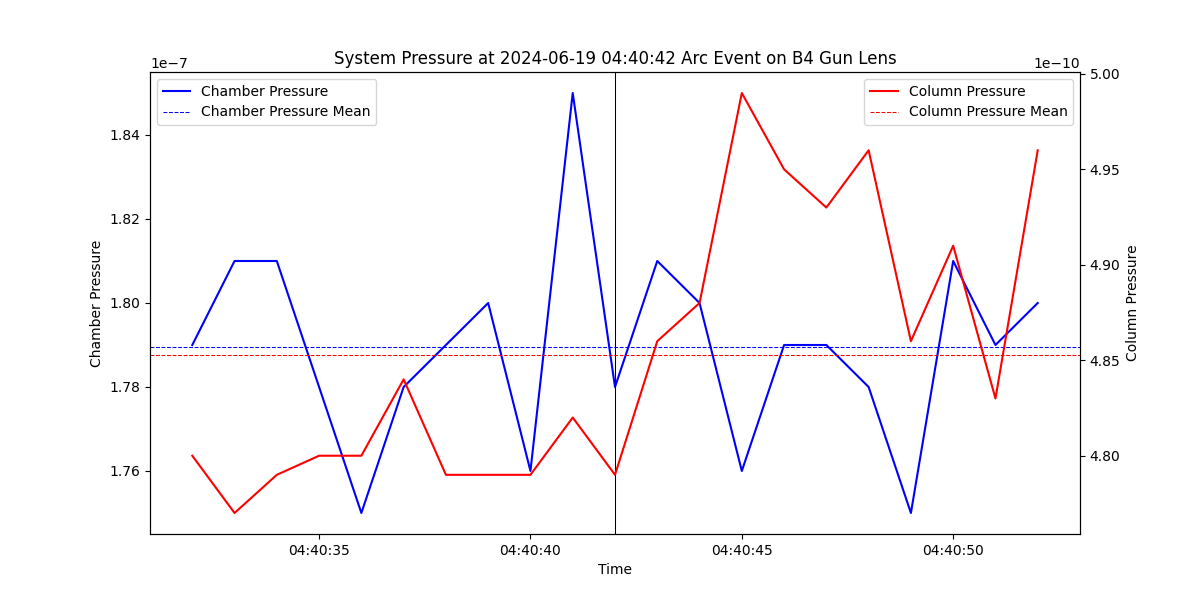 System Pressure at 2024-06-19 04:40:42 Arc Event on B4 Gun Lens
1e−7
1e−10
Chamber Pressure
Chamber Pressure Mean
Column Pressure
Column Pressure Mean
1.84
1.82
1.80
1.78
1.76
Chamber Pressure
5.00
4.95
4.90
4.85
4.80
Column Pressure
04:40:35
04:40:40
04:40:45
04:40:50
Time